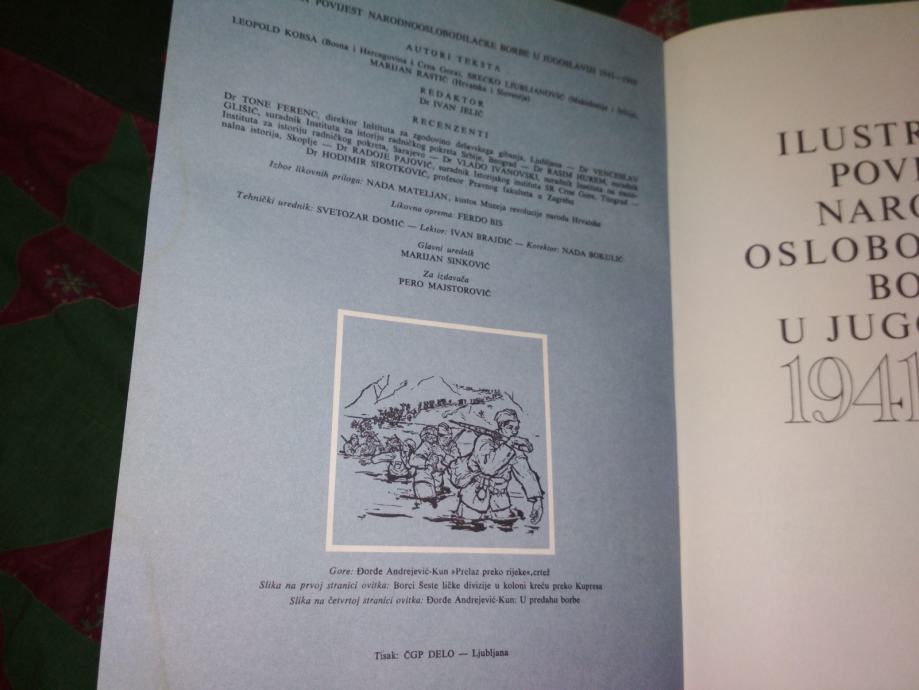 POVIJEST NARODNOOSLOBODILAČKE BORBE U JUGOSLAVIJI 1941—1945
AUTORI TEKSTA
LEOPOLD KOBSA (Bosna i Hercegovina i Crna Gora), SREĆKO LJUBLJANOVIĆ (Makedonija i Srbija),
MARIJAN RASTIĆ (Hrvatska i Slovenija)
REDAKTOR
Dr IVAN JELIĆ
RECENZENTI
Dr TONE FERENC, direktor Inštituta za zgodovino delavskega gibanja, Ljubljana — Dr VENCESLAV
GLIŠIĆ, suradnik Instituta za istoriju radničkog pokreta Srbije, Beograd — Dr RASIM HUREM, suradnik
Instituta za istoriju radničkog pokreta, Sarajevo — Dr VLADO IVANOVSKI, suradnik Instituta za nacio-
nalna istorija, Skoplje — Dr RADOJE PAJOVIĆ, suradnik Istorijskog instituta SR Crne Gore, Titograd —
Dr HODIMIR SIROTKOVIĆ, profesor Pravnog fakulteta u Zagrebu
Izbor likovnih priloga: NADA MATELJAN, kustos Muzeja revolucije naroda Hrvatske
Likovna oprema: FERDO BIS
Tehnički urednik: SVETOZAR DOMIĆ — Lektor: IVAN BRAJDIĆ — Korektor: NADA BOKULIĆ
Glavni urednik
MARIJAN SINKOVIĆ
Za izdavača
PERO MAJSTOROVIĆ
Gore: Đorđe Andrejević-Kun »Prelaz preko rijeke«, crtež
Slika na prvoj stranici ovitka: Borci Šeste ličke divizije u koloni kreću preko Kupresa
Slika na četvrtoj stranici ovitka: Đorđe Andrejević-Kun: U predahu borbe
Tisak: ČGP DELO — Ljubljana
ILUSTR
POVI
NARO
OSLOBO
BO
U JUGO
1941